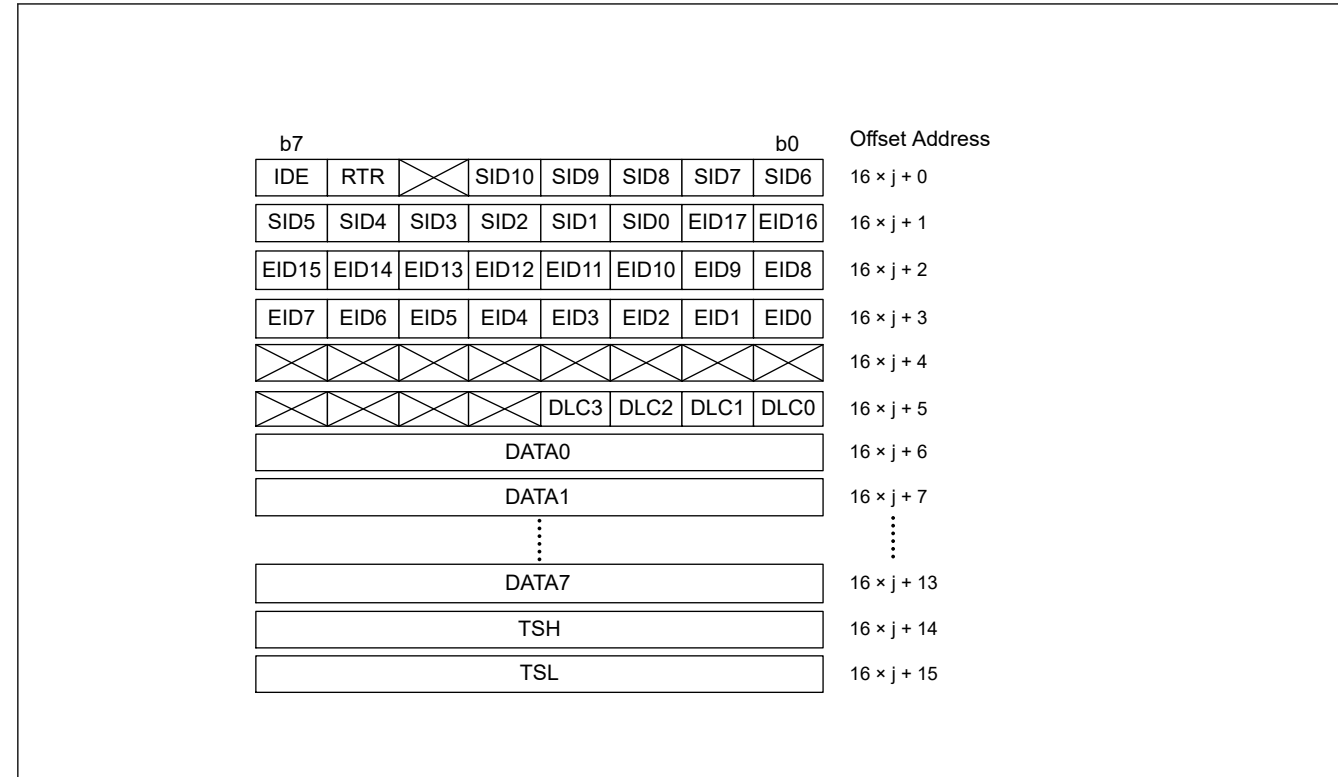 b7 b0 Offset Address
IDE RTR SID10 SID9 SID8 SID7 SID6 16 × j + 0
SID5 SID4 SID3 SID2 SID1 SID0 EID17 EID16 16 × j + 1
EID15 EID14 EID13 EID12 EID11 EID10 EID9 EID8 16 × j + 2
EID7 EID6 EID5 EID4 EID3 EID2 EID1 EID0 16 × j + 3
16 × j + 4
DLC3 DLC2 DLC1 DLC0 16 × j + 5
DATA0 16 × j + 6
DATA1 16 × j + 7
DATA7 16 × j + 13
TSH 16 × j + 14
TSL 16 × j + 15